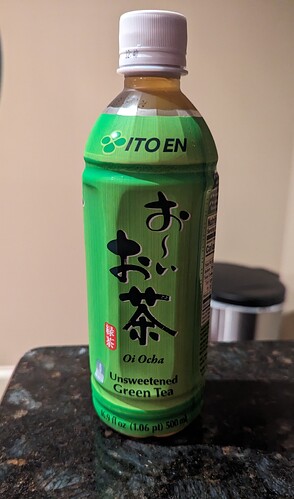 ITO EN
お〜い
お茶
緑茶
Oi Ocha
Unsweetened
Green Tea
16.9 fl oz (1.06 pt) 500 mL